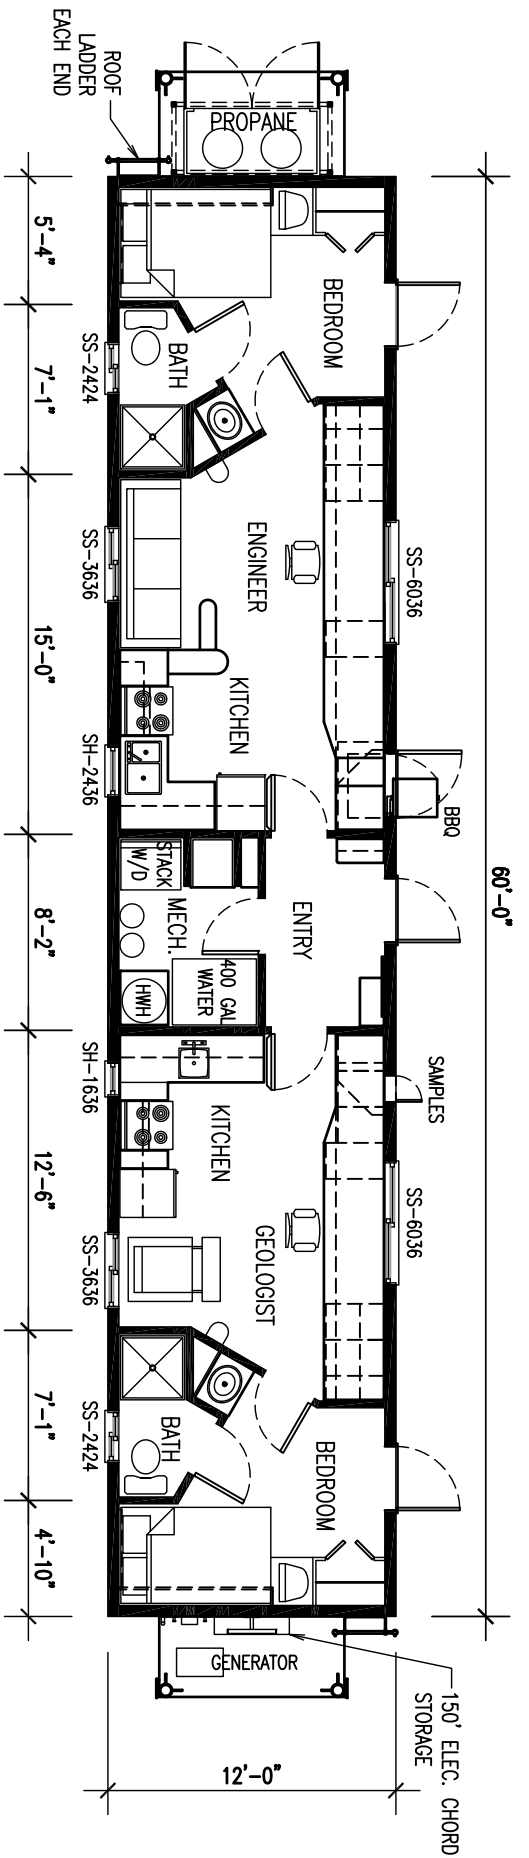 ROOF
LADDER
EACH END
PROPANE
5'-4"
7'-1"
15'-0"
8'-2"
12'-6"
7'-1"
4'-10"
60'-0"
12'-0"
BEDROOM
BATH
SS-2424
ENGINEER
SS-3636
SS-6036
KITCHEN
SH-2436
BBQ
STACK
W/D
MECH.
ENTRY
400 GAL
WATER
HWH
SAMPLES
SH-1636
KITCHEN
SS-6036
GEOLOGIST
SS-3636
BATH
SS-2424
BEDROOM
GENERATOR
150' ELEC. CHORD
STORAGE